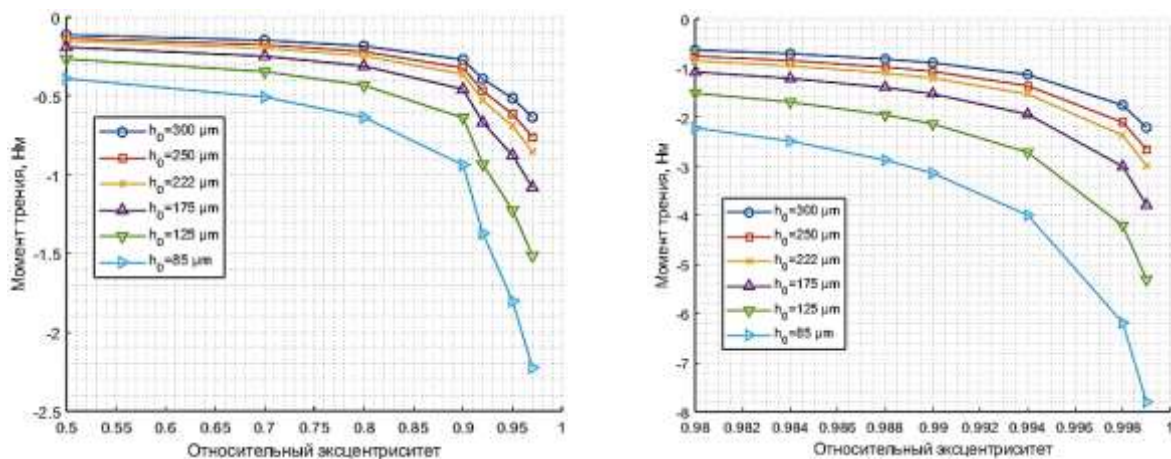 0
-0.5
-1
-1.5
-2
-2.5
Момент трения, Нм
h₀=300 µm
h₀=250 µm
h₀=222 µm
h₀=175 µm
h₀=125 µm
h₀=85 µm
0.5 0.55 0.6 0.65 0.7 0.75 0.8 0.85 0.9 0.95 1
Относительный эксцентриситет
0
-1
-2
-3
-4
-5
-6
-7
-8
Момент трения, Нм
h₀=300 µm
h₀=250 µm
h₀=222 µm
h₀=175 µm
h₀=125 µm
h₀=85 µm
0.98 0.982 0.984 0.986 0.988 0.99 0.992 0.994 0.996 0.998 1
Относительный эксцентриситет